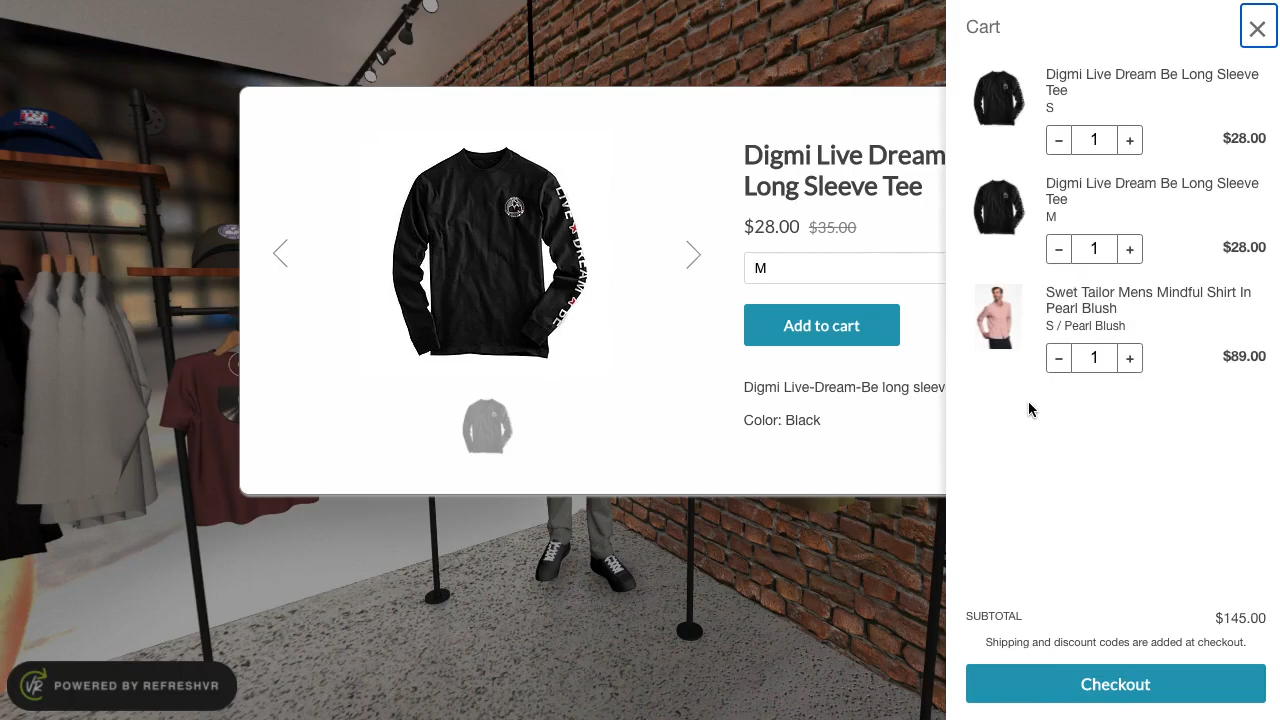 Digmi Live Dream
Long Sleeve Tee
$28.00 $35.00
M
Add to cart
Digmi Live-Dream-Be long sleev
Color: Black
LIVE ★ DREAM ★ BE
POWERED BY REFRESHVR
Cart
Digmi Live Dream Be Long Sleeve
Tee
S
− 1 + $28.00
Digmi Live Dream Be Long Sleeve
Tee
M
− 1 + $28.00
Swet Tailor Mens Mindful Shirt In
Pearl Blush
S / Pearl Blush
− 1 + $89.00
SUBTOTAL $145.00
Shipping and discount codes are added at checkout.
Checkout